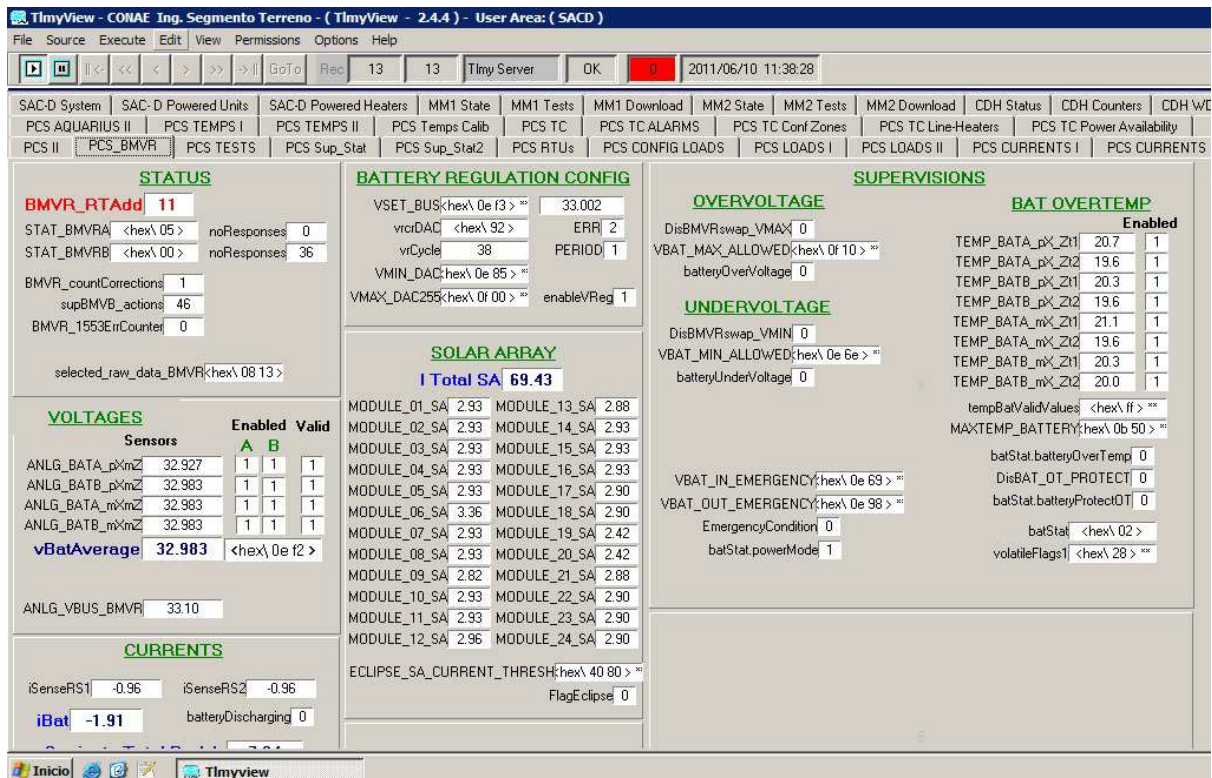 TlmyView - CONAE Ing. Segmento Terreno - ( TlmyView - 2.4.4 ) - User Area: ( SACD )
File Source Execute Edit View Permissions Options Help
||<- << < > >> ->|| GoTo Rec 13 13 Tlmy Server OK 0 2011/06/10 11:38:28
SAC-D System SAC- D Powered Units SAC-D Powered Heaters MM1 State MM1 Tests MM1 Download MM2 State MM2 Tests MM2 Download CDH Status CDH Counters CDH WD
PCS AQUARIUS II PCS TEMPS I PCS TEMPS II PCS Temps Calib PCS TC PCS TC ALARMS PCS TC Conf Zones PCS TC Line-Heaters PCS TC Power Availability
PCS II PCS_BMVR PCS TESTS PCS Sup_Stat PCS Sup_Stat2 PCS RTUs PCS CONFIG LOADS PCS LOADS I PCS LOADS II PCS CURRENTS I PCS CURRENTS
STATUS
BMVR_RTAdd 11
STAT_BMVRA <hex\ 05 > noResponses 0
STAT_BMVRB <hex\ 00 > noResponses 36
BMVR_countCorrections 1
supBMVB_actions 46
BMVR_1553ErrCounter 0
selected_raw_data_BMVR <hex\ 08 13 >
VOLTAGES
Enabled Valid
Sensors A B
ANLG_BATA_pXmZ 32.927 1 1 1
ANLG_BATB_pXmZ 32.983 1 1 1
ANLG_BATA_mXmZ 32.983 1 1 1
ANLG_BATB_mXmZ 32.983 1 1 1
vBatAverage 32.983 <hex\ 0e f2 >
ANLG_VBUS_BMVR 33.10
CURRENTS
iSenseRS1 -0.96 iSenseRS2 -0.96
iBat -1.91 batteryDischarging 0
BATTERY REGULATION CONFIG
VSET_BUS <hex\ 0e f3 > ** 33.002
vrcrDAC <hex\ 92 > ERR 2
vrCycle 38 PERIOD 1
VMIN_DAC <hex\ 0e 85 > **
VMAX_DAC255 <hex\ 0f 00 > ** enableVReg 1
SOLAR ARRAY
I Total SA 69.43
MODULE_01_SA 2.93 MODULE_13_SA 2.88
MODULE_02_SA 2.93 MODULE_14_SA 2.93
MODULE_03_SA 2.93 MODULE_15_SA 2.93
MODULE_04_SA 2.93 MODULE_16_SA 2.93
MODULE_05_SA 2.93 MODULE_17_SA 2.90
MODULE_06_SA 3.36 MODULE_18_SA 2.90
MODULE_07_SA 2.93 MODULE_19_SA 2.42
MODULE_08_SA 2.93 MODULE_20_SA 2.42
MODULE_09_SA 2.82 MODULE_21_SA 2.88
MODULE_10_SA 2.93 MODULE_22_SA 2.90
MODULE_11_SA 2.93 MODULE_23_SA 2.90
MODULE_12_SA 2.96 MODULE_24_SA 2.90
ECLIPSE_SA_CURRENT_THRESH <hex\ 40 80 > **
FlagEclipse 0
SUPERVISIONS
OVERVOLTAGE
DisBMVRswap_VMAX 0
VBAT_MAX_ALLOWED <hex\ 0f 10 > **
batteryOverVoltage 0
UNDERVOLTAGE
DisBMVRswap_VMIN 0
VBAT_MIN_ALLOWED <hex\ 0e 6e > **
batteryUnderVoltage 0
VBAT_IN_EMERGENCY <hex\ 0e 69 > **
VBAT_OUT_EMERGENCY <hex\ 0e 98 > **
EmergencyCondition 0
batStat.powerMode 1
BAT OVERTEMP
Enabled
TEMP_BATA_pX_Zt1 20.7 1
TEMP_BATA_pX_Zt2 19.6 1
TEMP_BATB_pX_Zt1 20.3 1
TEMP_BATB_pX_Zt2 19.6 1
TEMP_BATA_mX_Zt1 21.1 1
TEMP_BATA_mX_Zt2 19.6 1
TEMP_BATB_mX_Zt1 20.3 1
TEMP_BATB_mX_Zt2 20.0 1
tempBatValidValues <hex\ ff > **
MAXTEMP_BATTERY <hex\ 0b 50 > **
batStat.batteryOverTemp 0
DisBAT_OT_PROTECT 0
batStat.batteryProtectOT 0
batStat <hex\ 02 >
volatileFlags1 <hex\ 28 > **
Inicio Tlmyview